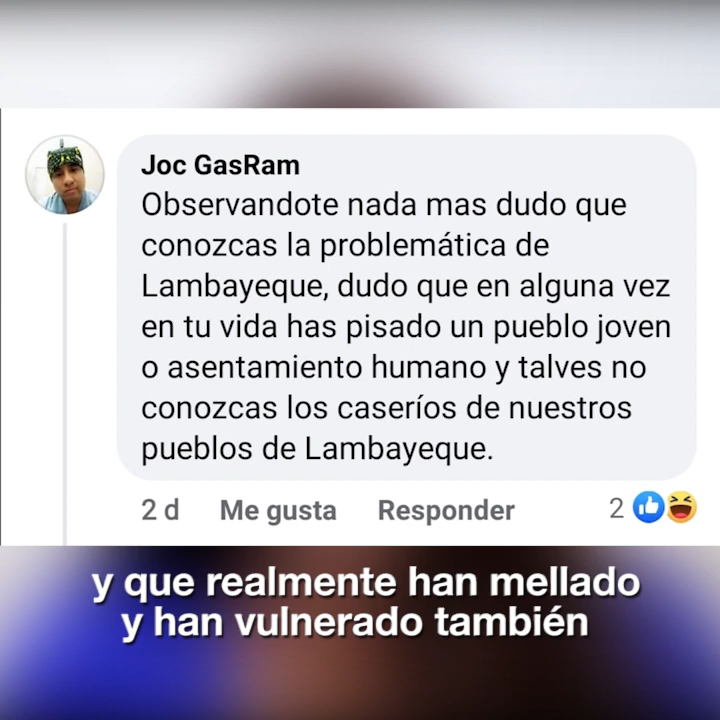 Joc GasRam
Observandote nada mas dudo que
conozcas la problemática de
Lambayeque, dudo que en alguna vez
en tu vida has pisado un pueblo joven
o asentamiento humano y talves no
conozcas los caseríos de nuestros
pueblos de Lambayeque.
2 d Me gusta Responder 2
y que realmente han mellado
y han vulnerado también